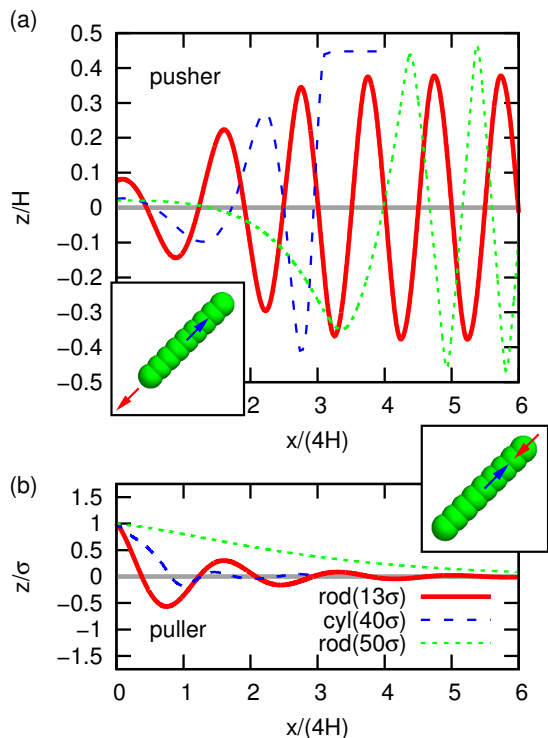 (a)
0.5
0.4
0.3
0.2
0.1
0
−0.1
−0.2
−0.3
−0.4
−0.5
z/H
pusher
2 3 4 5 6
x/(4H)
(b)
1.5
1
0.5
0
−0.5
−1
−1.5
z/σ
puller
rod(13σ)
cyl(40σ)
rod(50σ)
0 1 2 3 4 5 6
x/(4H)